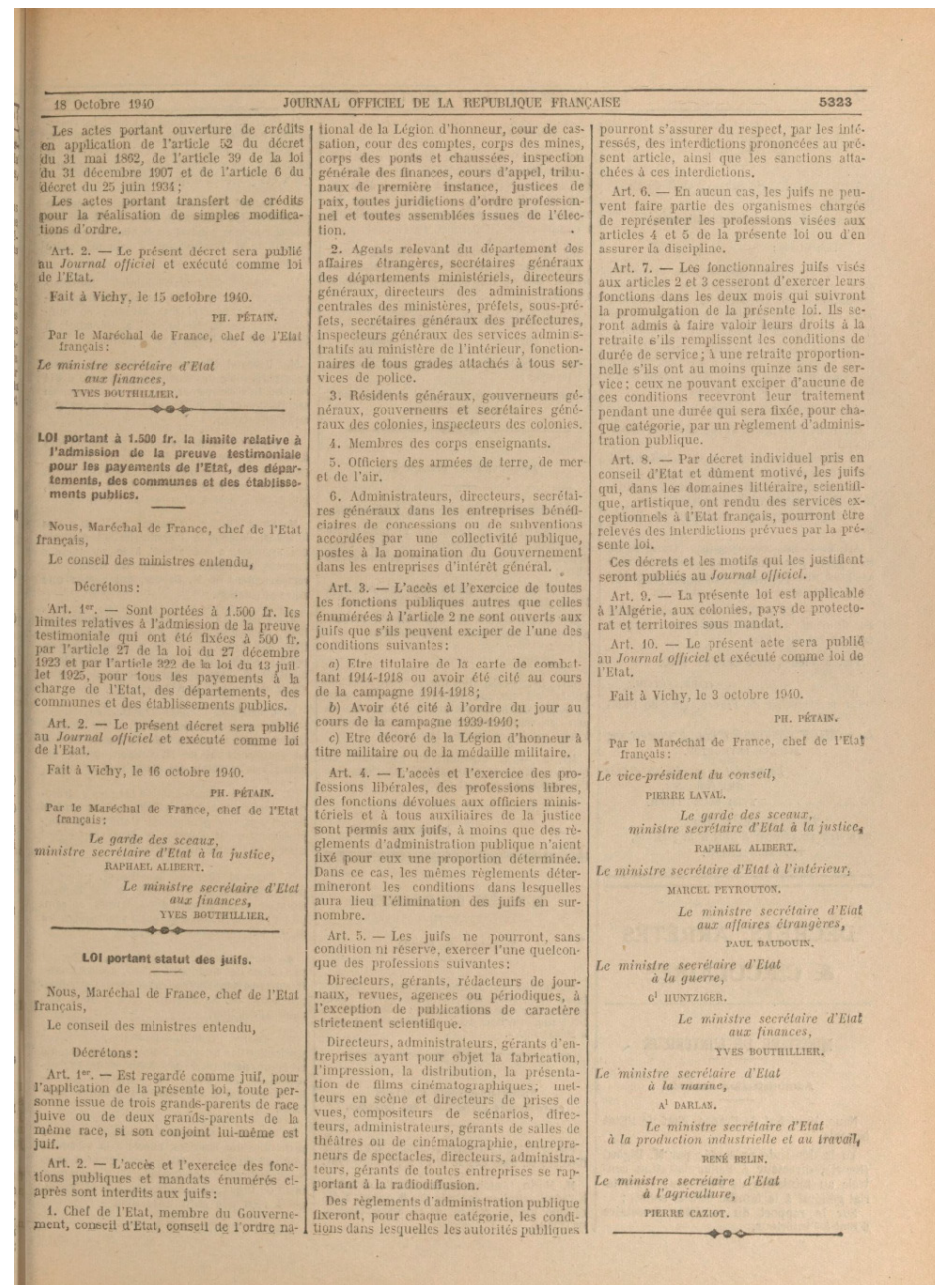 18 Octobre 1940
JOURNAL OFFICIEL DE LA REPUBLIQUE FRANÇAISE
5323
Les actes portant ouverture de crédits
en application de l'article 52 du décret
du 31 mai 1862, de l'article 39 de la loi
du 31 décembre 1907 et de l'article 6 du
décret du 25 juin 1934;
Les actes portant transfert de crédits
pour la réalisation de simples modifica-
tions d'ordre.
Art. 2. — Le présent décret sera publié
au Journal officiel et exécuté comme loi
de l'Etat.
Fait à Vichy, le 15 octobre 1940.
PH. PÉTAIN.
Par le Maréchal de France, chef de l'Etat
français:
Le ministre secrétaire d'Etat
aux finances,
YVES BOUTHILLIER.
LOI portant à 1.500 fr. la limite relative à
l'admission de la preuve testimoniale
pour les payements de l'Etat, des dépar-
tements, des communes et des établisse-
ments publics.
Nous, Maréchal de France, chef de l'Etat
français,
Le conseil des ministres entendu,
Décrétons:
Art. 1er. — Sont portées à 1.500 fr. les
limites relatives à l'admission de la preuve
testimoniale qui ont été fixées à 500 fr.
par l'article 27 de la loi du 27 décembre
1923 et par l'article 322 de la loi du 13 juil
let 1925, pour tous les payements à la
charge de l'Etat, des départements, des
communes et des établissements publics.
Art. 2. — Le présent décret sera publié
au Journal officiel et exécuté comme loi
de l'Etat.
Fait à Vichy, le 16 octobre 1940.
PH. PÉTAIN.
Par le Maréchal de France, chef de l'Etat
français:
Le garde des sceaux,
ministre secrétaire d'Etat à la justice,
RAPHAEL ALIBERT.
Le ministre secrétaire d'Etat
aux finances,
YVES BOUTHILLIER.
LOI portant statut des juifs.
Nous, Maréchal de France, chef de l'Etat
français,
Le conseil des ministres entendu,
Décrétons:
Art. 1er. — Est regardé comme juif, pour
l'application de la présente loi, toute per-
sonne issue de trois grands-parents de race
juive ou de deux grands-parents de la
même race, si son conjoint lui-même est
juif.
Art. 2. — L'accès et l'exercice des fonc-
tions publiques et mandats énumérés ci-
après sont interdits aux juifs:
1. Chef de l'Etat, membre du Gouverne-
ment, conseil d'Etat, conseil de l'ordre na-
tional de la Légion d'honneur, cour de cas-
sation, cour des comptes, corps des mines,
corps des ponts et chaussées, inspection
générale des finances, cours d'appel, tribu-
naux de première instance, justices de
paix, toutes juridictions d'ordre profession-
nel et toutes assemblées issues de l'élec-
tion.
2. Agents relevant du département des
affaires étrangères, secrétaires généraux
des départements ministériels, directeurs
généraux, directeurs des administrations
centrales des ministères, préfets, sous-pré-
fets, secrétaires généraux des préfectures,
inspecteurs généraux des services adminis-
tratifs au ministère de l'intérieur, fonction-
naires de tous grades attachés à tous ser-
vices de police.
3. Résidents généraux, gouverneurs gé-
néraux, gouverneurs et secrétaires géné-
raux des colonies, inspecteurs des colonies.
4. Membres des corps enseignants.
5. Officiers des armées de terre, de mer
et de l'air.
6. Administrateurs, directeurs, secrétai-
res généraux dans les entreprises bénéfi-
ciaires de concessions ou de subventions
accordées par une collectivité publique,
postes à la nomination du Gouvernement
dans les entreprises d'intérêt général.
Art. 3. — L'accès et l'exercice de toutes
les fonctions publiques autres que celles
énumérées à l'article 2 ne sont ouverts aux
juifs que s'ils peuvent exciper de l'une des
conditions suivantes:
a) Etre titulaire de la carte de combat-
tant 1914-1918 ou avoir été cité au cours
de la campagne 1914-1918;
b) Avoir été cité à l'ordre du jour au
cours de la campagne 1939-1940;
c) Etre décoré de la Légion d'honneur à
titre militaire ou de la médaille militaire.
Art. 4. — L'accès et l'exercice des pro-
fessions libérales, des professions libres,
des fonctions dévolues aux officiers minis-
tériels et à tous auxiliaires de la justice
sont permis aux juifs, à moins que des rè-
glements d'administration publique n'aient
fixé pour eux une proportion déterminée.
Dans ce cas, les mêmes règlements déter-
mineront les conditions dans lesquelles
aura lieu l'élimination des juifs en sur-
nombre.
Art. 5. — Les juifs ne pourront, sans
condition ni réserve, exercer l'une quelcon-
que des professions suivantes:
Directeurs, gérants, rédacteurs de jour-
naux, revues, agences ou périodiques, à
l'exception de publications de caractère
strictement scientifique.
Directeurs, administrateurs, gérants d'en-
treprises ayant pour objet la fabrication,
l'impression, la distribution, la présenta-
tion de films cinématographiques; met-
teurs en scène et directeurs de prises de
vues, compositeurs de scénarios, direc-
teurs, administrateurs, gérants de salles de
théâtres ou de cinématographie, entrepre-
neurs de spectacles, directeurs, administra-
teurs, gérants de toutes entreprises se rap-
portant à la radiodiffusion.
Des règlements d'administration publique
fixeront, pour chaque catégorie, les condi-
tions dans lesquelles les autorités publiques
pourront s'assurer du respect, par les inté-
ressés, des interdictions prononcées au pré-
sent article, ainsi que les sanctions atta-
chées à ces interdictions.
Art. 6. — En aucun cas, les juifs ne peu-
vent faire partie des organismes chargés
de représenter les professions visées aux
articles 4 et 5 de la présente loi ou d'en
assurer la discipline.
Art. 7. — Les fonctionnaires juifs visés
aux articles 2 et 3 cesseront d'exercer leurs
fonctions dans les deux mois qui suivront
la promulgation de la présente loi. Ils se-
ront admis à faire valoir leurs droits à la
retraite s'ils remplissent les conditions de
durée de service; à une retraite proportion-
nelle s'ils ont au moins quinze ans de ser-
vice; ceux ne pouvant exciper d'aucune de
ces conditions recevront leur traitement
pendant une durée qui sera fixée, pour cha-
que catégorie, par un règlement d'adminis-
tration publique.
Art. 8. — Par décret individuel pris en
conseil d'Etat et dûment motivé, les juifs
qui, dans les domaines littéraire, scientifi-
que, artistique, ont rendu des services ex-
ceptionnels à l'Etat français, pourront être
relevés des interdictions prévues par la pré-
sente loi.
Ces décrets et les motifs qui les justifient
seront publiés au Journal officiel.
Art. 9. — La présente loi est applicable
à l'Algérie, aux colonies, pays de protecto-
rat et territoires sous mandat.
Art. 10. — Le présent acte sera publié
au Journal officiel et exécuté comme loi de
l'Etat.
Fait à Vichy, le 3 octobre 1940.
PH. PÉTAIN.
Par le Maréchal de France, chef de l'Etat
français:
Le vice-président du conseil,
PIERRE LAVAL.
Le garde des sceaux,
ministre secrétaire d'Etat à la justice,
RAPHAEL ALIBERT.
Le ministre secrétaire d'Etat à l'intérieur,
MARCEL PEYROUTON.
Le ministre secrétaire d'Etat
aux affaires étrangères,
PAUL BAUDOUIN.
Le ministre secrétaire d'Etat
à la guerre,
Gl HUNTZIGER.
Le ministre secrétaire d'Etat
aux finances,
YVES BOUTHILLIER.
Le ministre secrétaire d'Etat
à la marine,
Al DARLAN.
Le ministre secrétaire d'Etat
à la production industrielle et au travail,
RENÉ BELIN.
Le ministre secrétaire d'Etat
à l'agriculture,
PIERRE CAZIOT.